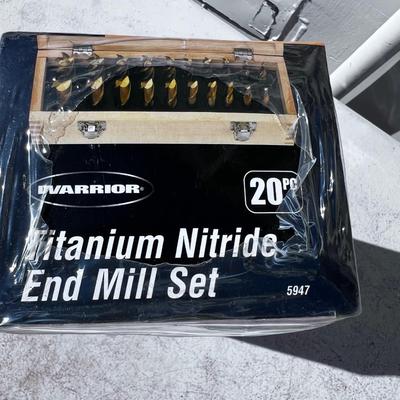 WARRIOR®
20PC
Titanium Nitride
End Mill Set
5947